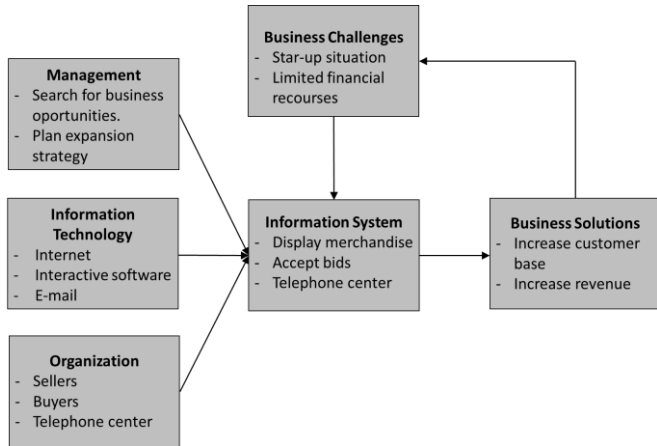 Business Challenges
- Star-up situation
- Limited financial
recourses
Management
- Search for business
oportunities.
- Plan expansion
strategy
Information
Technology
- Internet
- Interactive software
- E-mail
Information System
- Display merchandise
- Accept bids
- Telephone center
Business Solutions
- Increase customer
base
- Increase revenue
Organization
- Sellers
- Buyers
- Telephone center